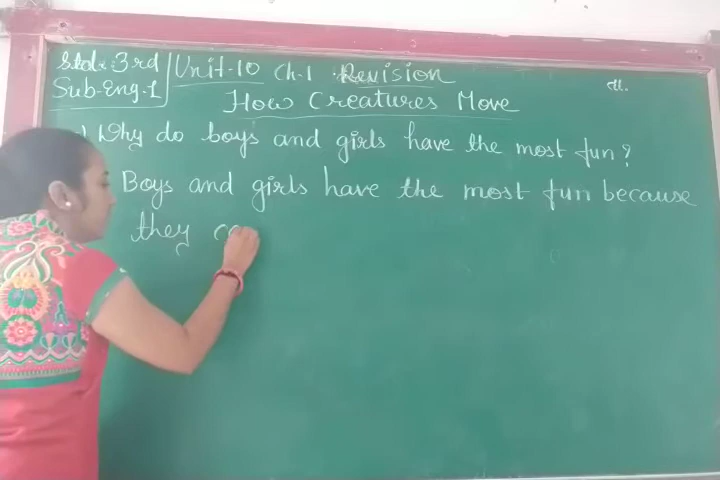 Std:- 3rd
Sub-Eng-1
Unit-10 Ch.1 Revision
How Creatures Move
Why do boys and girls have the most fun?
Boys and girls have the most fun because
they c